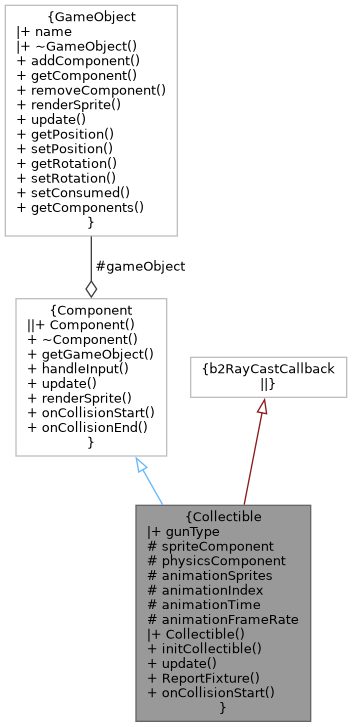 {GameObject
|+ name
|+ ~GameObject()
+ addComponent()
+ getComponent()
+ removeComponent()
+ renderSprite()
+ update()
+ getPosition()
+ setPosition()
+ getRotation()
+ setRotation()
+ setConsumed()
+ getComponents()
}
#gameObject
{Component
||+ Component()
+ ~Component()
+ getGameObject()
+ handleInput()
+ update()
+ renderSprite()
+ onCollisionStart()
+ onCollisionEnd()
}
{b2RayCastCallback
||}
{Collectible
|+ gunType
# spriteComponent
# physicsComponent
# animationSprites
# animationIndex
# animationTime
# animationFrameRate
|+ Collectible()
+ initCollectible()
+ update()
+ ReportFixture()
+ onCollisionStart()
}